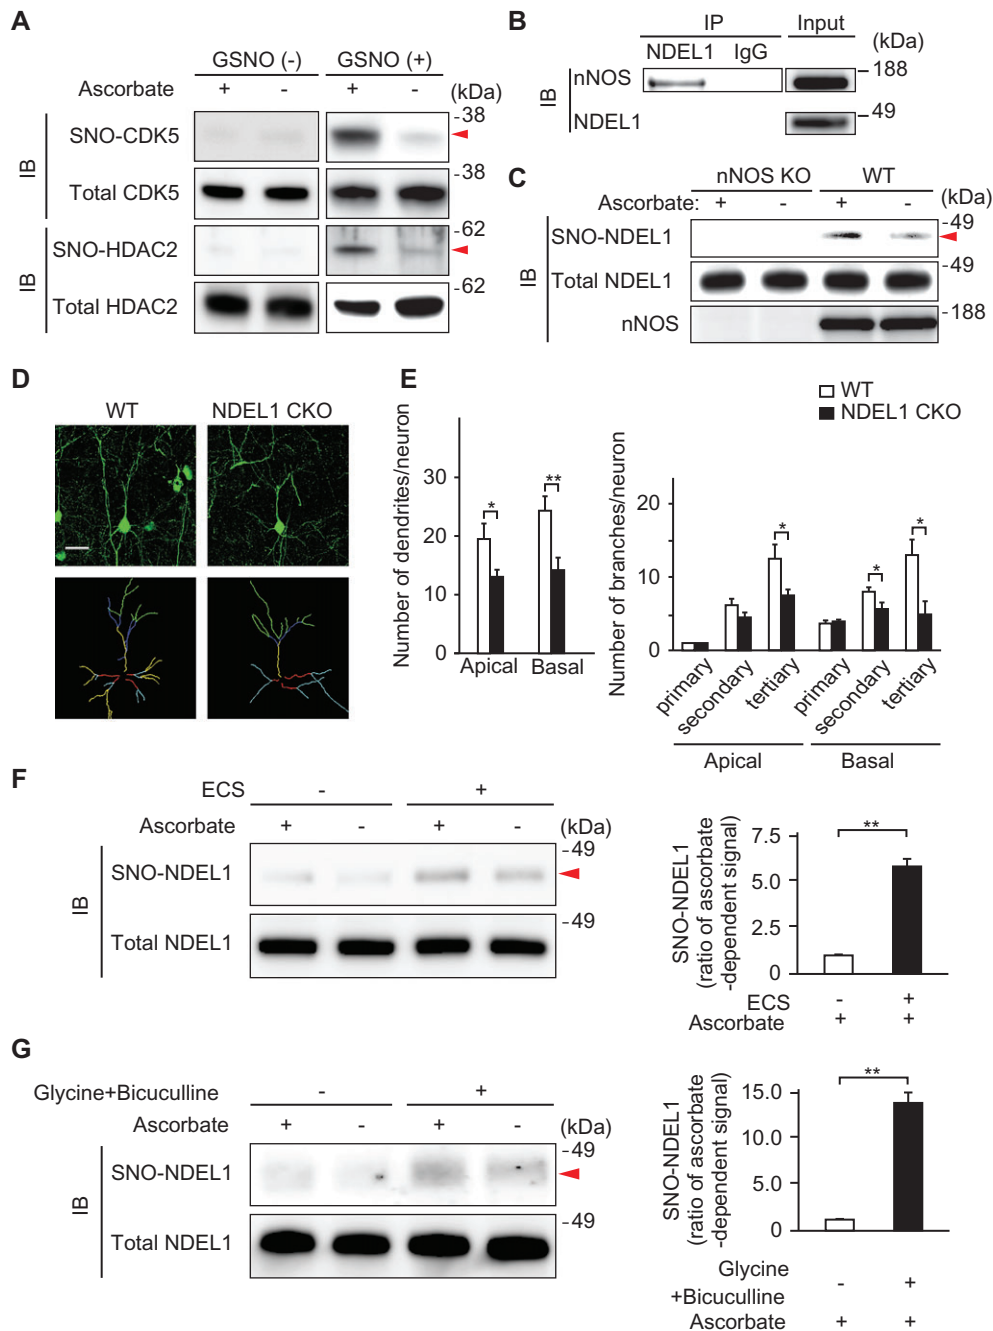 A
GSNO (-) GSNO (+)
Ascorbate + - + - (kDa)
IB
SNO-CDK5 -38
Total CDK5 -38
IB
SNO-HDAC2 -62
Total HDAC2 -62
B
IP Input
NDEL1 IgG (kDa)
IB
nNOS -188
NDEL1 -49
C
nNOS KO WT
Ascorbate: + - + - (kDa)
IB
SNO-NDEL1 -49
Total NDEL1 -49
nNOS -188
D
WT NDEL1 CKO
E
WT
NDEL1 CKO
Number of dendrites/neuron
30
20
10
0
* **
Apical Basal
Number of branches/neuron
20
10
0
* * *
primary secondary tertiary primary secondary tertiary
Apical Basal
F
ECS - +
Ascorbate + - + - (kDa)
IB
SNO-NDEL1 -49
Total NDEL1 -49
SNO-NDEL1
(ratio of ascorbate
-dependent signal)
7.5
5.0
2.5
0
**
ECS - +
Ascorbate + +
G
Glycine+Bicuculline - +
Ascorbate + - + - (kDa)
IB
SNO-NDEL1 -49
Total NDEL1 -49
SNO-NDEL1
(ratio of ascorbate
-dependent signal)
15.0
10.0
5.0
0
**
Glycine
+Bicuculline - +
Ascorbate + +